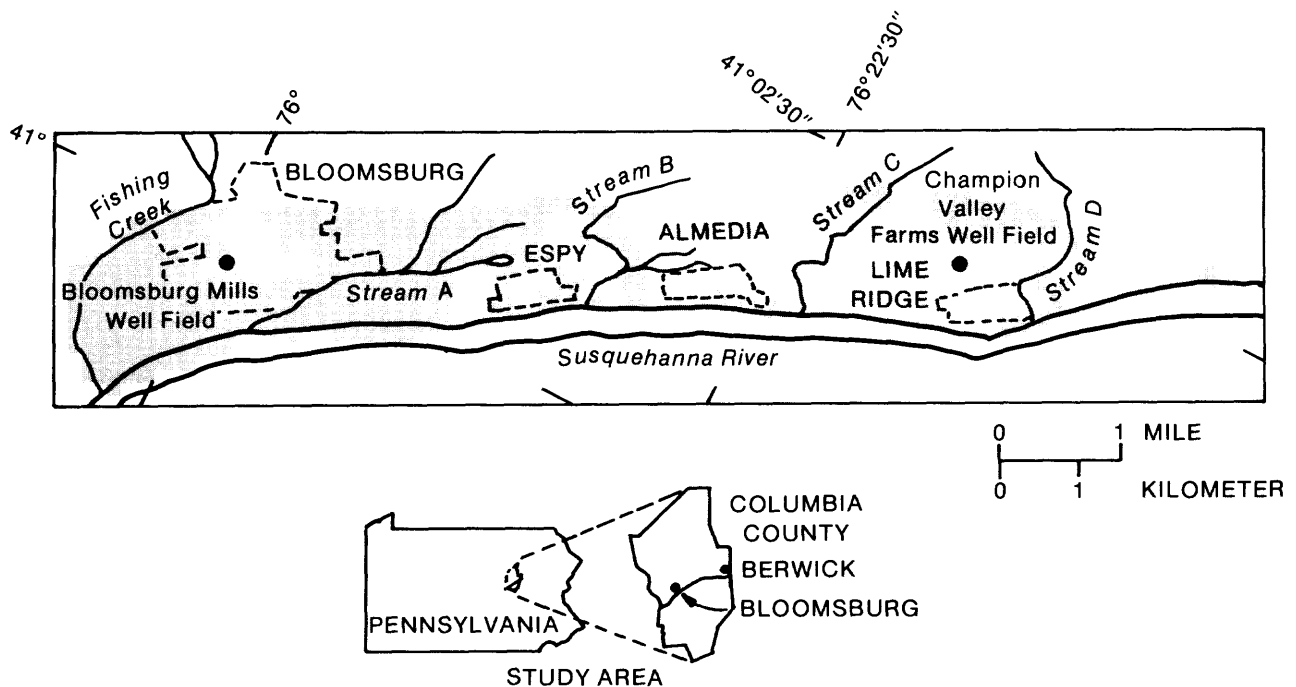 41°02'30"
76°22'30"
76°
41°
BLOOMSBURG
Fishing
Creek
Stream B
Stream C
Champion
Valley
Farms Well Field
Stream D
ALMEDIA
ESPY
LIME
RIDGE
Bloomsburg Mills
Well Field
Stream A
Susquehanna River
0 1 MILE
0 1 KILOMETER
COLUMBIA
COUNTY
BERWICK
BLOOMSBURG
PENNSYLVANIA
STUDY AREA